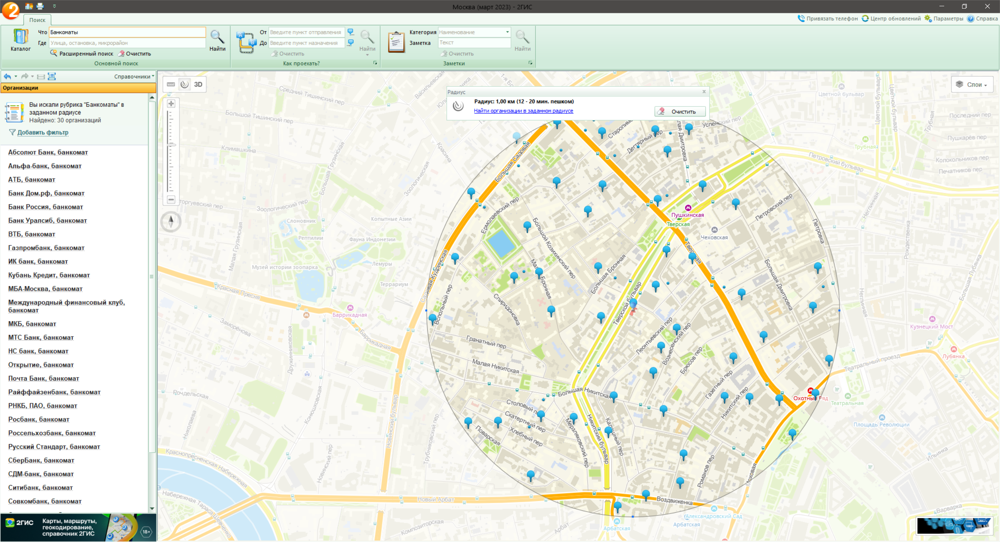 Москва (март 2023) - 2ГИС
Поиск
Привязать телефон
Центр обновлений
Параметры
Справка
Каталог
Что
Банкоматы
Где
Улица, остановка, микрорайон
Расширенный поиск
Очистить
Найти
Основной поиск
От
Введите пункт отправления
До
Введите пункт назначения
Очистить
Найти
Как проехать?
Категория
Наименование
Заметка
Текст
Очистить
Найти
Заметки
Справочники
Организации
Вы искали рубрика "Банкоматы" в
заданном радиусе
Найдено: 30 организаций
Добавить фильтр
Абсолют Банк, банкомат
Альфа-банк, банкомат
АТБ, банкомат
Банк Дом.рф, банкомат
Банк Россия, банкомат
Банк Уралсиб, банкомат
ВТБ, банкомат
Газпромбанк, банкомат
ИК банк, банкомат
Кубань Кредит, банкомат
МБА-Москва, банкомат
Международный финансовый клуб,
банкомат
МКБ, банкомат
МТС Банк, банкомат
НС банк, банкомат
Открытие, банкомат
Почта Банк, банкомат
Райффайзенбанк, банкомат
РНКБ, ПАО, банкомат
Росбанк, банкомат
Россельхозбанк, банкомат
Русский Стандарт, банкомат
СберБанк, банкомат
СДМ-банк, банкомат
Ситибанк, банкомат
Совкомбанк, банкомат
2ГИС
Карты, маршруты,
геокодирование,
справочник 2ГИС
18+
3D
Слои
Радиус
Радиус: 1,00 км (12 - 20 мин. пешком)
Найти организации в заданном радиусе
Очистить
Средний Тишинский пер
Большой Тишинский пер
Васильевская
Климашкина
Большая Грузинская
Зоологическая
Красина
Зоологический пер
Малая Грузинская
Слоновник
Рептилии
Копытные Азии
Фауна Индонезии
Лемуры
Музей истории зоопарка
Террариум
Красная Пресня
Баррикадная
Заморёнова
Баррикадная
Дружинниковская
Рочдельская
Николаева
Конюшковская
Новинский бульвар
Новинский пер
Трубниковский пер
Краснопресненская Набережная
Набережная Тараса Шевченко
Новый Арбат
Композиторская
Арбат
Большая Садовая
Садовая-Кудринская
Ермолаевский пер
Большой Козихинский пер
Большая Бронная
Спиридоновка
Вспольный пер
Гранатный пер
Малая Никитская
Большая Никитская
Столовый п
Скатертный пер
Хлебный пер
Поварская
Мерзляковский пер
Никитский бульвар
Калашный пер
Тверской бульвар
Леонтьевский пер
Вознесенский пер
Брюсов пер
Газетный пер
Никитский пер
Романов пер
Моховая
Воздвиженка
Арбатская
Арбатская
Александровский Сад
Дегтярный пер
Успенский пер
Пушкинская
Тверская
Чеховская
Тверская
Петровский пер
Петровка
Большая Дмитровка
Охотный Ряд
Театральная
Площадь Революции
Театральный проезд
Лубянка
Кузнецкий Мост
Большая Лубянка
Рождественка
Неглинная
Неглинная
Петровский бульвар
Цветной бульвар
Цветной бульвар
Цветной бульвар
Трубная
Трубная
Последний пер
Пушкарёв пер
Колокольников пер
Печатников пер
Ильинка
Варварка